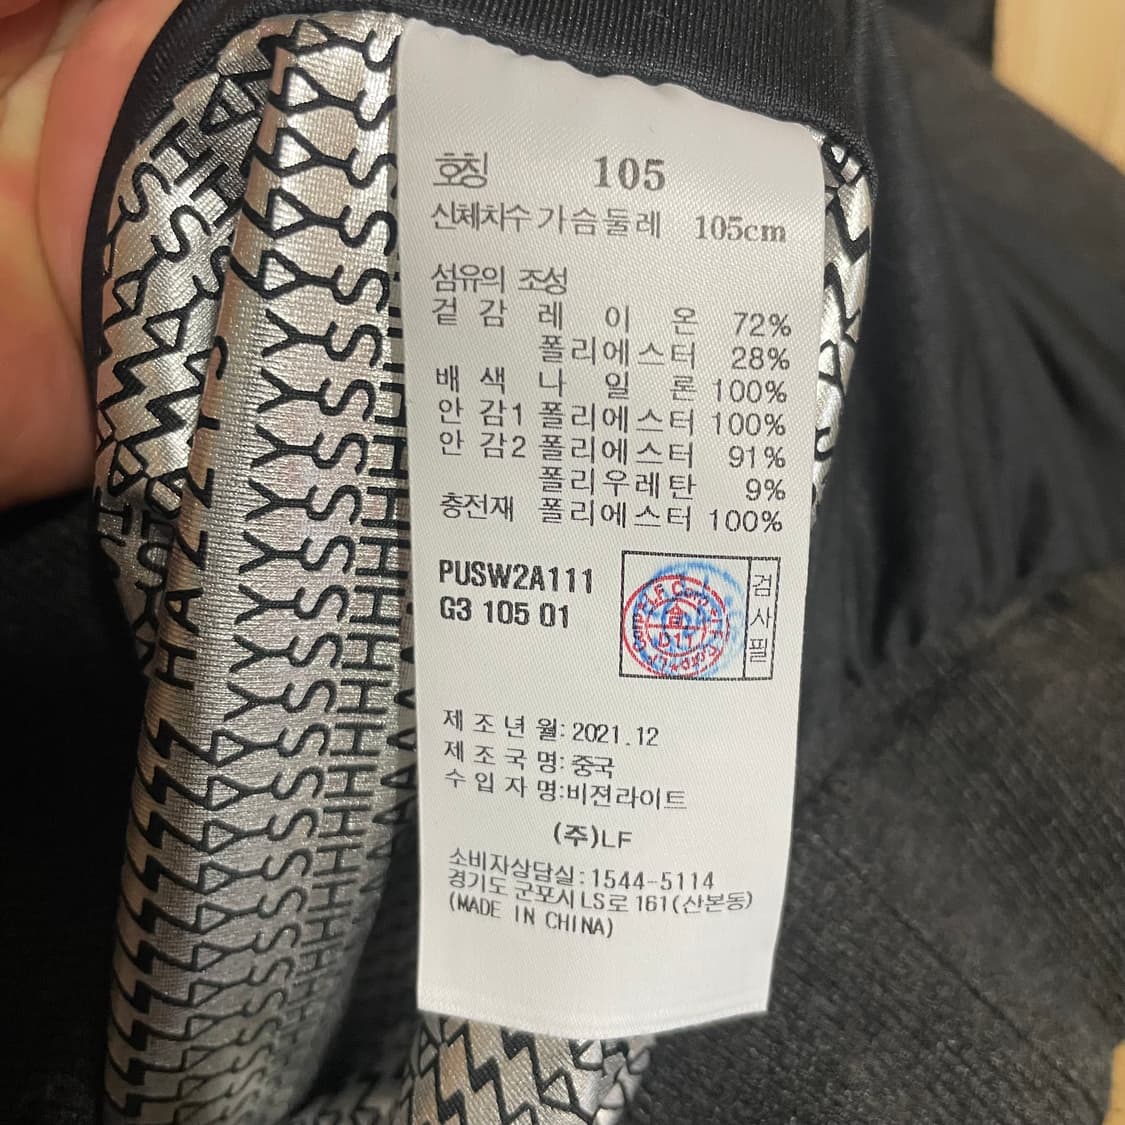 호칭 105
신체치수 가슴둘레 105cm
섬유의 조성
겉감 레이온 72%
폴리에스터 28%
배색 나일론 100%
안감1 폴리에스터 100%
안감2 폴리에스터 91%
폴리우레탄 9%
충전재 폴리에스터 100%
PUSW2A111
G3 105 01
검사필
D11
제조년월: 2021.12
제조국명: 중국
수입자명:비젼라이트
(주)LF
소비자상담실:1544-5114
경기도 군포시 LS로 161(산본동)
(MADE IN CHINA)
HAZZYS